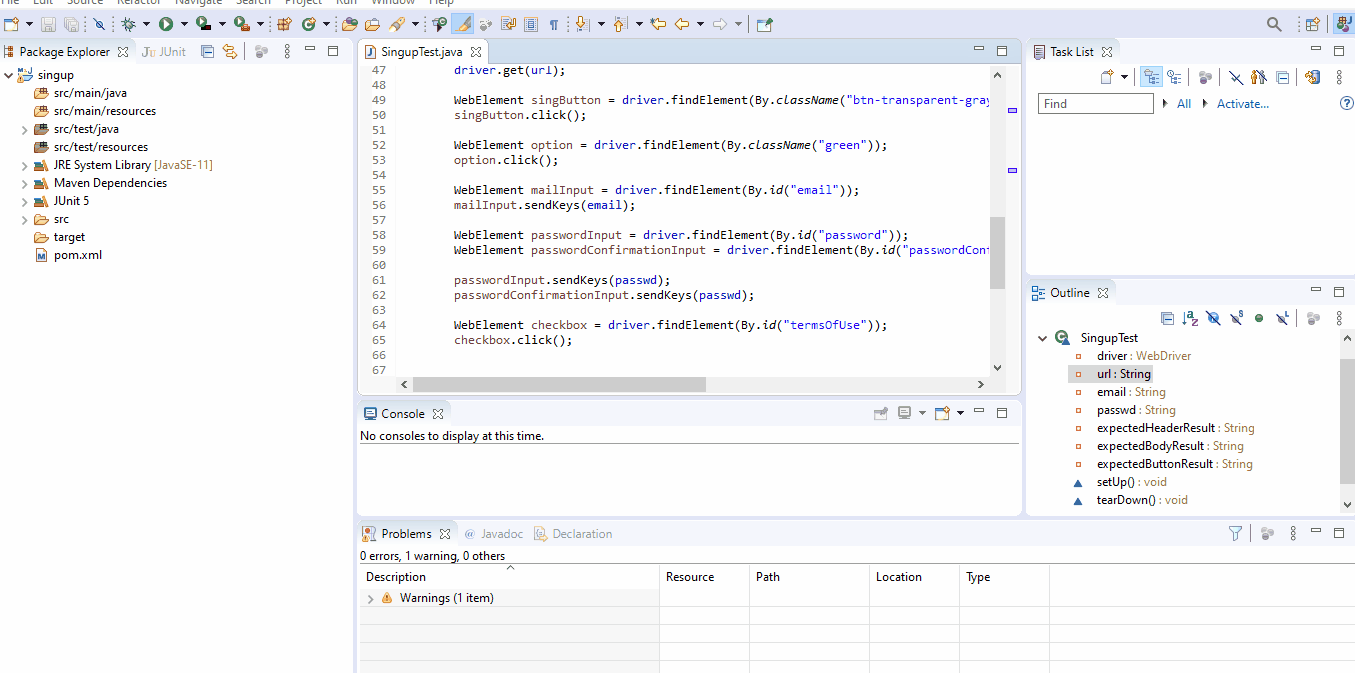 File Edit Source Refactor Navigate Search Project Run Window Help
Package Explorer
JUnit
singup
src/main/java
src/main/resources
src/test/java
src/test/resources
JRE System Library [JavaSE-11]
Maven Dependencies
JUnit 5
src
target
pom.xml
SingupTest.java
47 driver.get(url);
48
49 WebElement singButton = driver.findElement(By.className("btn-transparent-gray
50 singButton.click();
51
52 WebElement option = driver.findElement(By.className("green"));
53 option.click();
54
55 WebElement mailInput = driver.findElement(By.id("email"));
56 mailInput.sendKeys(email);
57
58 WebElement passwordInput = driver.findElement(By.id("password"));
59 WebElement passwordConfirmationInput = driver.findElement(By.id("passwordConf
60
61 passwordInput.sendKeys(passwd);
62 passwordConfirmationInput.sendKeys(passwd);
63
64 WebElement checkbox = driver.findElement(By.id("termsOfUse"));
65 checkbox.click();
66
67
Console
No consoles to display at this time.
Problems
@ Javadoc
Declaration
0 errors, 1 warning, 0 others
Description Resource Path Location Type
Warnings (1 item)
Task List
Find
All
Activate...
Outline
SingupTest
driver : WebDriver
url : String
email : String
passwd : String
expectedHeaderResult : String
expectedBodyResult : String
expectedButtonResult : String
setUp() : void
tearDown() : void